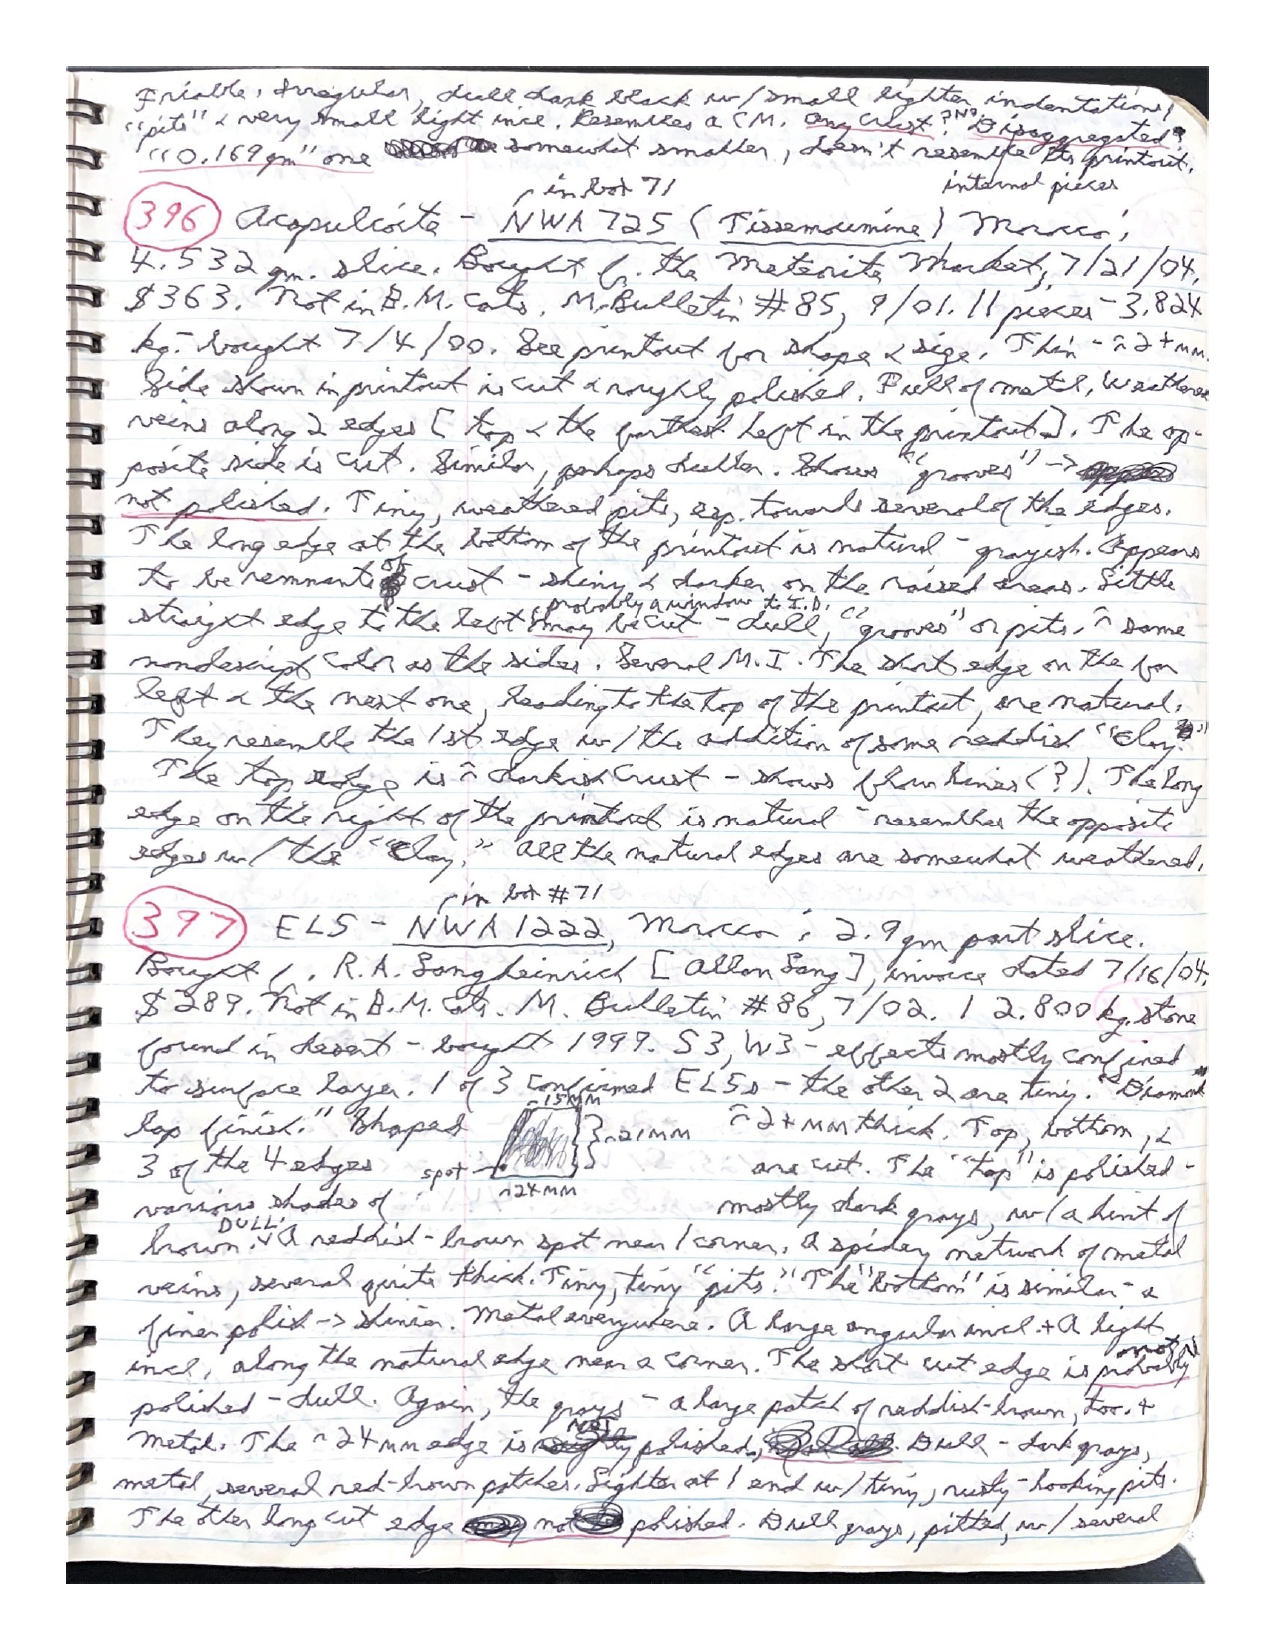 Friable, irregular, dull dark black w/small lighter indentations,
"pits" & very small light incl. Resembles a CM. Any crust? "No" Disaggregated?
"0.169gm" one somewhat smaller, doesn't resemble its printout.
internal pieces
in box 71
396 Acapulcoite - NWA 725 (Tissemoumine) Morocco;
4.532 gm. slice. Bought f. the Meteorite Market, 7/21/04,
$363. Not in B.M. Cats. M. Bulletin #85, 9/01. 11 pieces - 3.824
kg. - bought 7/4/00. See printout for shape & size. Thin - ~2+mm.
Side shown in printout is cut & roughly polished. Full of metal, weathered
veins along 2 edges [top & the farthest left in the printout]. The op-
posite side is cut. Similar, perhaps duller. Shows "grooves" ->
not polished. Tiny, weathered pits, esp. towards several of the edges.
The long edge at the bottom of the printout is natural - grayish. Appears
to be remnants of crust - shiny & darker on the raised areas. Little
probably a window to I.D.
straight edge to the left may be cut - dull, "grooves" or pits. ~ same
nondescript color as the sides. Several M.I. The short edge on the far
left & the next one, leading to the top of the printout, are natural.
They resemble the 1st edge w/the addition of some reddish "clay."
The top edge is ~ darkish crust - shows flow lines(?). The long
edge on the right of the printout is natural - resembles the opposite
edges w/ the "clay." All the natural edges are somewhat weathered.
in box #71
397 EL5 - NWA 1222, Morocco; 2.9gm part slice.
Bought f. R.A. Langheinrich [Allan Lang], invoice dated 7/16/04,
$289. Not in B.M. Cats. M. Bulletin #86, 7/02. 1 2.800 kg. stone
found in desert - bought 1999. S3, W3 - effects mostly confined
to surface layer. 1 of 3 confirmed EL5s - the other 2 are tiny. "Diamond
~15MM
lap finish." Shaped ~21MM ~2+MM thick. Top, bottom, &
3 of the 4 edges spot are cut. The "top" is polished -
~24MM
various shades of mostly dark grays, w/a hint of
DULL
brown. A reddish-brown spot near 1 corner. A spidery network of metal
veins, several quite thick. Tiny, tiny "pits." The "bottom" is similar - a
finer polish -> shinier. Metal everywhere. A large angular incl. + A light
incl, along the natural edge near a corner. The short cut edge is probably not
polished - dull. Again, the grays - a large patch of reddish-brown, too. +
NOT
metal. The ~24mm edge is polished. Dull - dark grays,
metal, several red-brown patches. Lighter at 1 end w/tiny, rusty-looking pits.
The other long cut edge not polished. Dull grays, pitted, w/ several